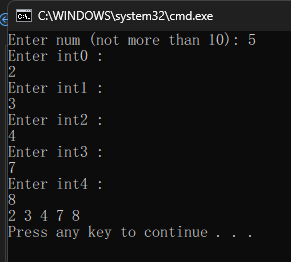 C:\WINDOWS\system32\cmd.exe
Enter num (not more than 10): 5
Enter int0 :
2
Enter int1 :
3
Enter int2 :
4
Enter int3 :
7
Enter int4 :
8
2 3 4 7 8
Press any key to continue . . .